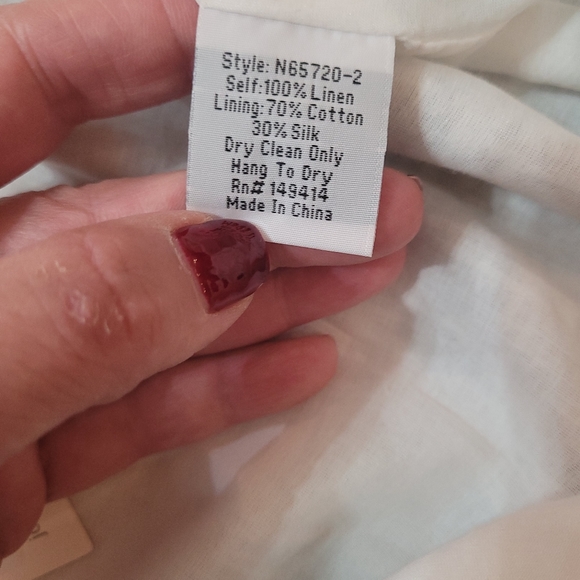 Style: N65720-2
Self:100% Linen
Lining:70% Cotton
30% Silk
Dry Clean Only
Hang To Dry
Rn# 149414
Made In China